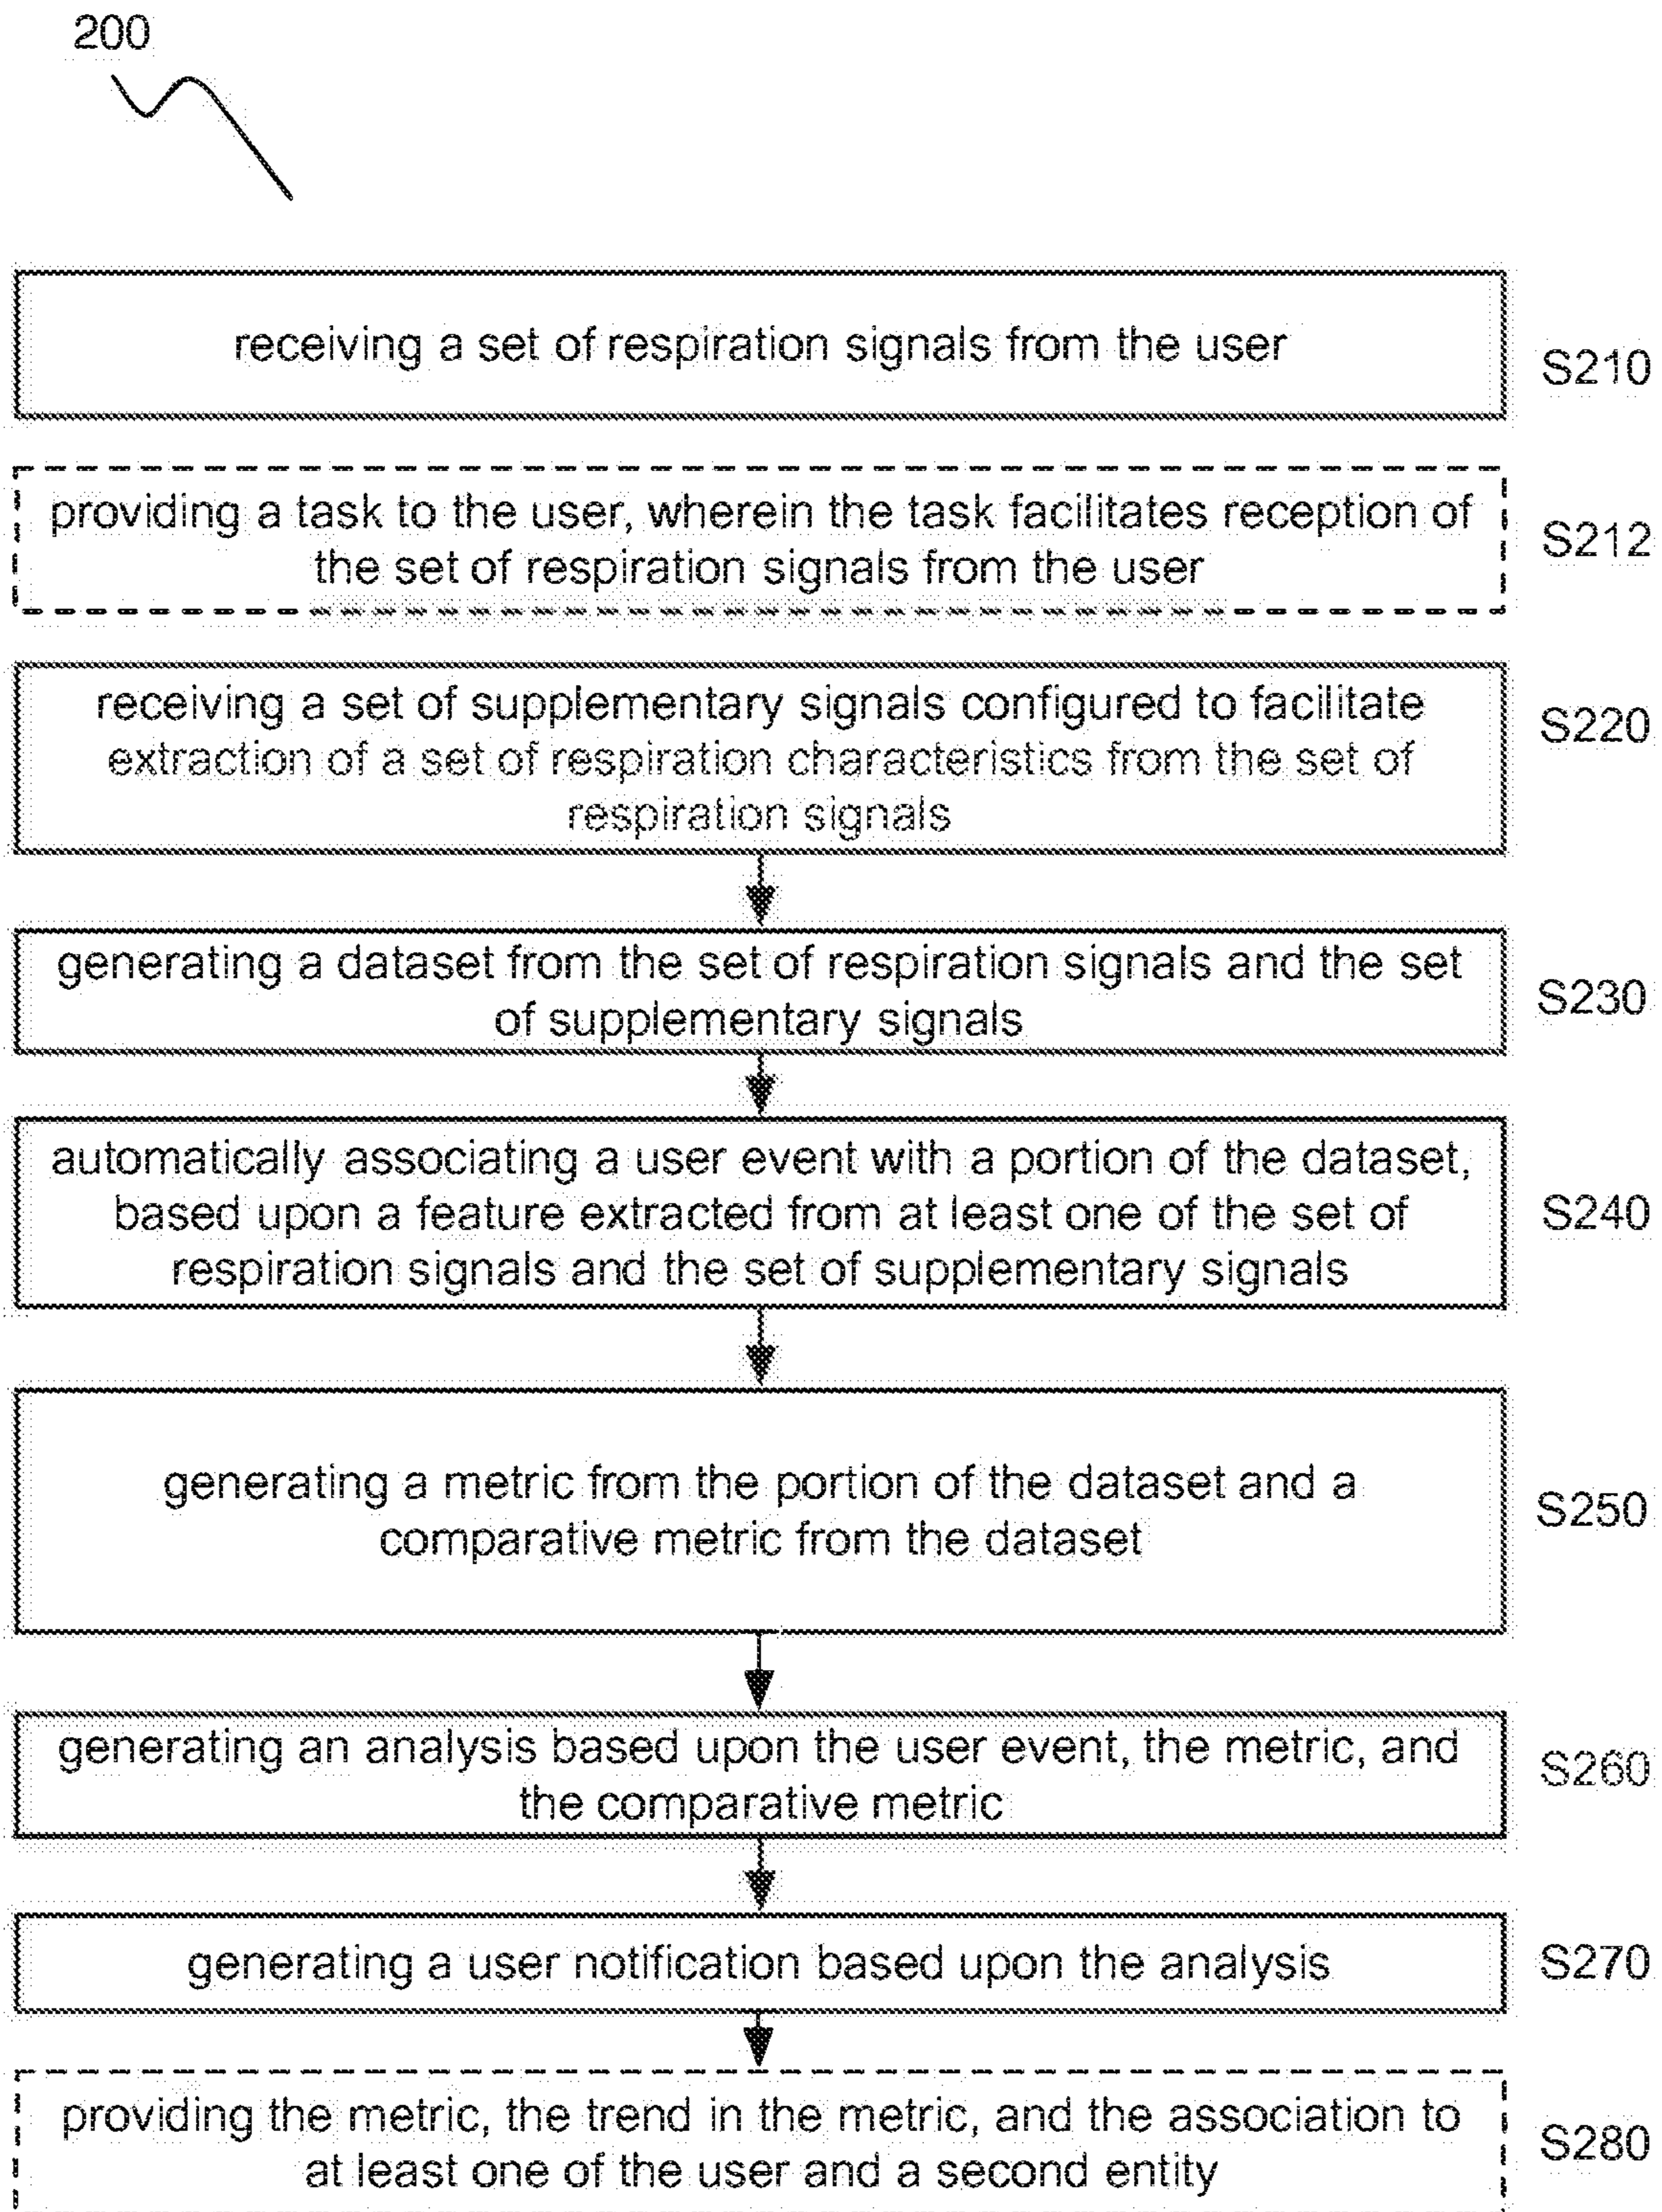 200
receiving a set of respiration signals from the user
S210
providing a task to the user, wherein the task facilitates reception of
the set of respiration signals from the user
S212
receiving a set of supplementary signals configured to facilitate
extraction of a set of respiration characteristics from the set of
respiration signals
S220
generating a dataset from the set of respiration signals and the set
of supplementary signals
S230
automatically associating a user event with a portion of the dataset,
based upon a feature extracted from at least one of the set of
respiration signals and the set of supplementary signals
S240
generating a metric from the portion of the dataset and a
comparative metric from the dataset
S250
generating an analysis based upon the user event, the metric, and
the comparative metric
S260
generating a user notification based upon the analysis
S270
providing the metric, the trend in the metric, and the association to
at least one of the user and a second entity
S280